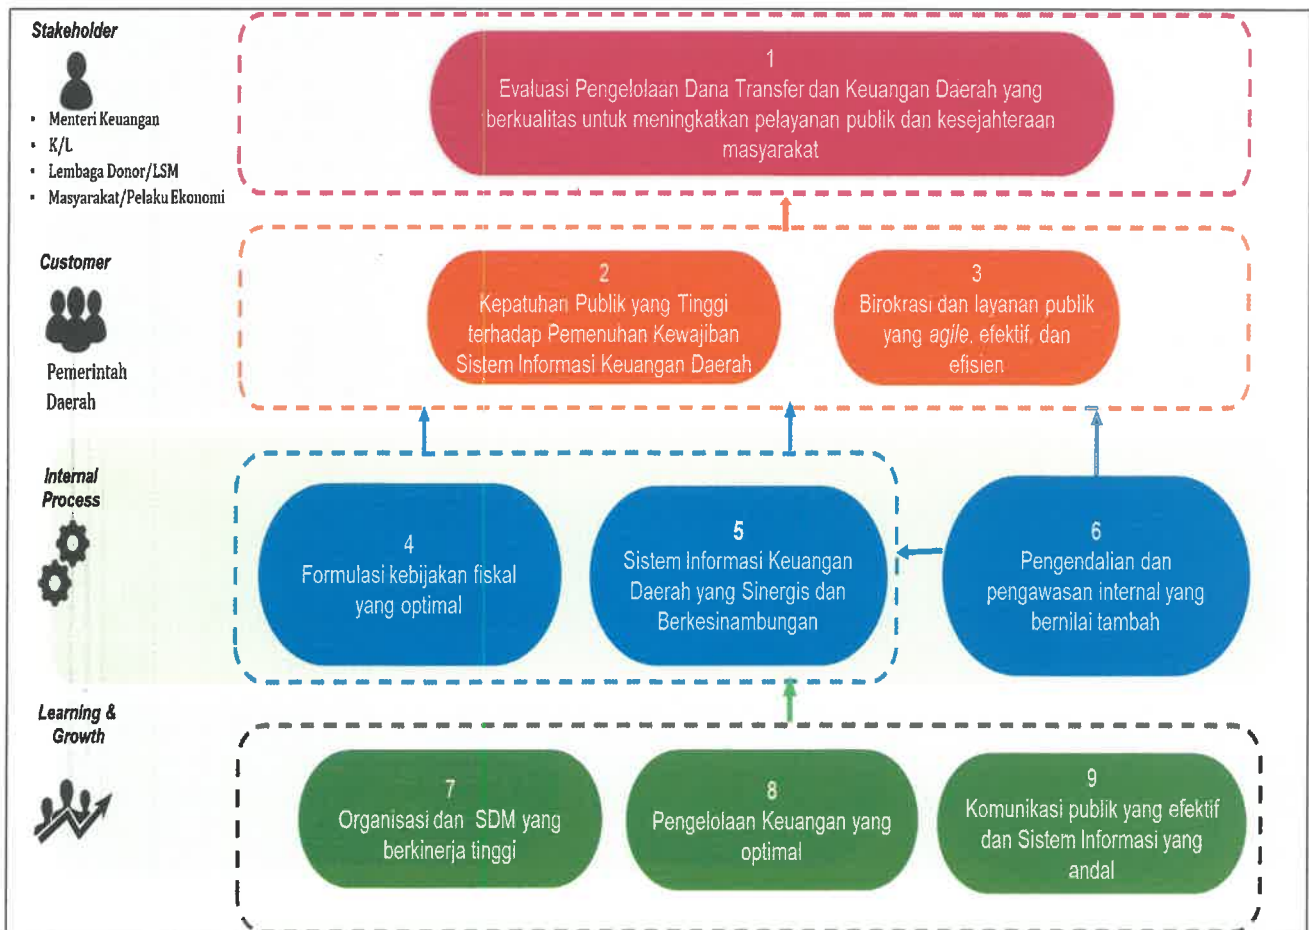 Stakeholder
• Menteri Keuangan
• K/L
• Lembaga Donor/LSM
• Masyarakat/Pelaku Ekonomi
1
Evaluasi Pengelolaan Dana Transfer dan Keuangan Daerah yang
berkualitas untuk meningkatkan pelayanan publik dan kesejahteraan
masyarakat
Customer
Pemerintah
Daerah
2
Kepatuhan Publik yang Tinggi
terhadap Pemenuhan Kewajiban
Sistem Informasi Keuangan Daerah
3
Birokrasi dan layanan publik
yang agile, efektif, dan
efisien
Internal
Process
4
Formulasi kebijakan fiskal
yang optimal
5
Sistem Informasi Keuangan
Daerah yang Sinergis dan
Berkesinambungan
6
Pengendalian dan
pengawasan internal yang
bernilai tambah
Learning &
Growth
7
Organisasi dan SDM yang
berkinerja tinggi
8
Pengelolaan Keuangan yang
optimal
9
Komunikasi publik yang efektif
dan Sistem Informasi yang
andal